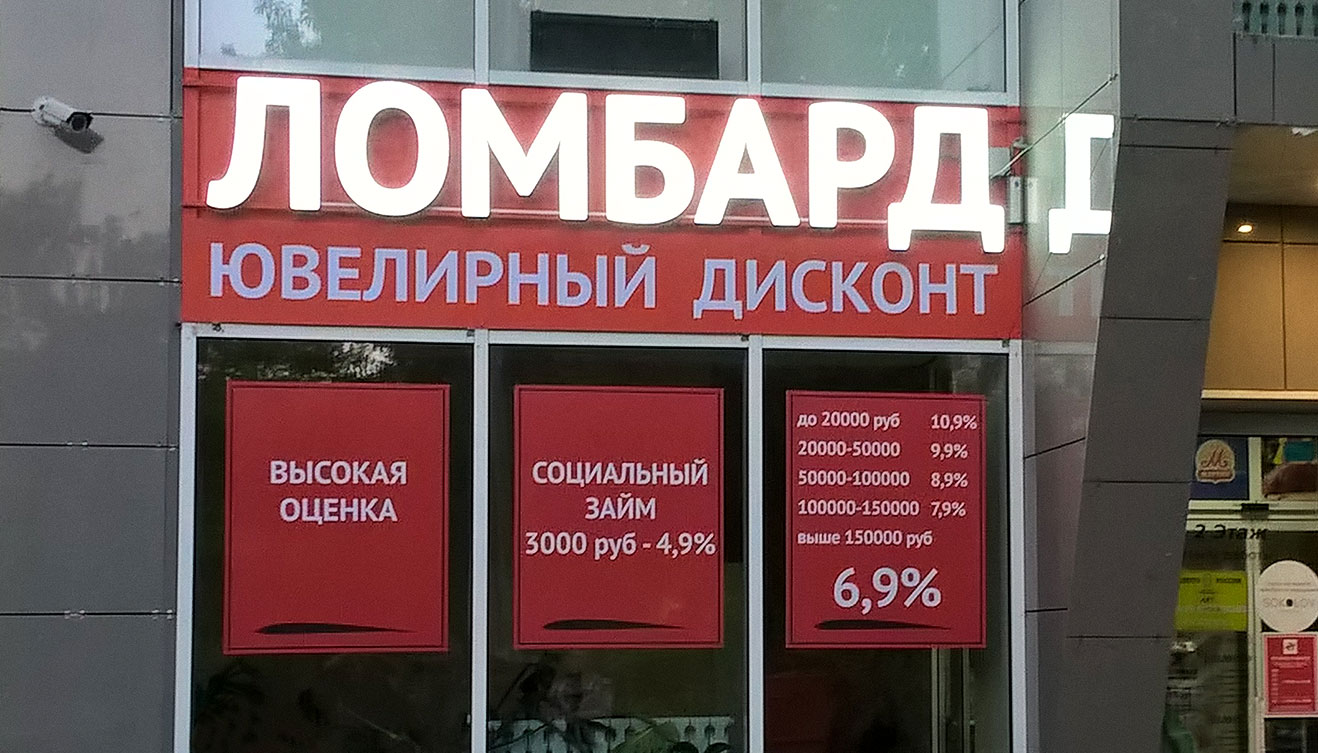 ЛОМБАРД
ЮВЕЛИРНЫЙ ДИСКОНТ
ВЫСОКАЯ
ОЦЕНКА
СОЦИАЛЬНЫЙ
ЗАЙМ
3000 руб - 4,9%
до 20000 руб 10,9%
20000-50000 9,9%
50000-100000 8,9%
100000-150000 7,9%
выше 150000 руб
6,9%
2 Этаж
SOKOLOV